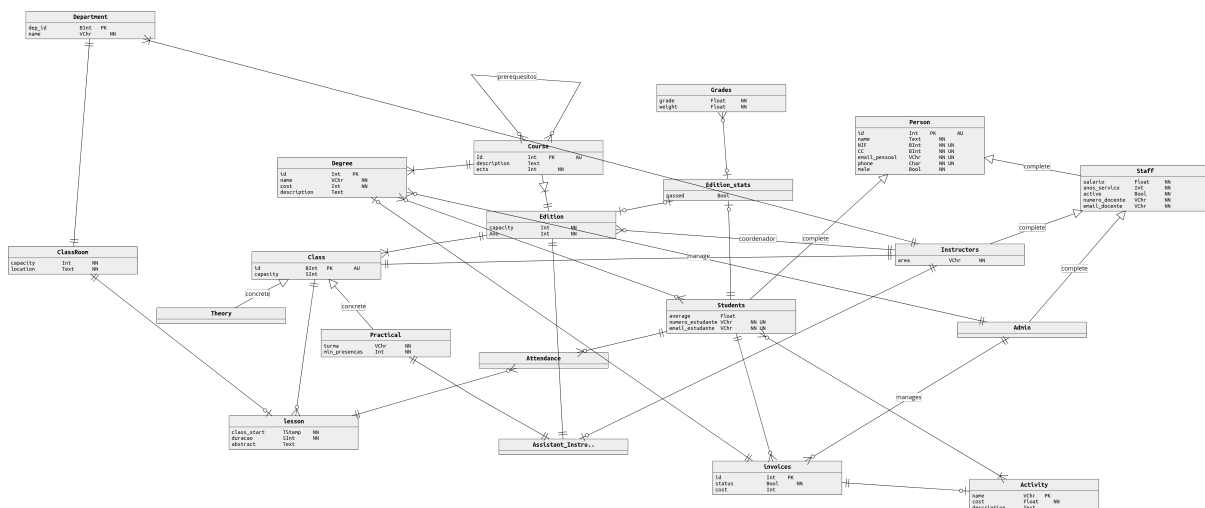 Department
dep_id BInt PK
name VChr NN
prerequesitos
Grades
grade Float NN
weight Float NN
Person
id Int PK AU
name Text NN
NIF BInt NN UN
CC BInt NN UN
email_pessoal VChr NN UN
phone Char NN UN
male Bool NN
Course
Id Int PK AU
description Text
ects Int NN
Degree
id Int PK
name VChr NN
cost Int NN
description Text
complete
Staff
salario Float NN
anos_servico Int NN
active Bool NN
numero_docente VChr NN
email_docente VChr NN
Edition_stats
passed Bool
Edition
capacity Int NN
Ano Int NN
complete
coordenador
complete
Instructors
area VChr NN
ClassRoom
capacity Int NN
location Text NN
Class
id BInt PK AU
capacity SInt
manage
complete
concrete
concrete
Theory
Students
average Float
numero_estudante VChr NN UN
email_estudante VChr NN UN
Admin
Practical
turma VChr NN
min_presencas Int NN
Attendance
manages
lesson
class_start TStamp NN
duracao SInt NN
abstract Text
Assistant_Instru..
invoices
id Int PK
status Bool NN
cost Int
Activity
name VChr PK
cost Float NN
description Text